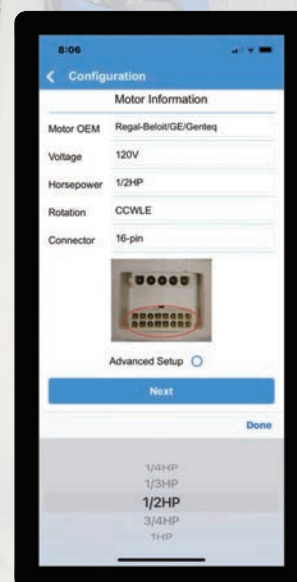 8:06
Configuration
Motor Information
Motor OEM Regal-Beloit/GE/Genteq
Voltage 120V
Horsepower 1/2HP
Rotation CCWLE
Connector 16-pin
Advanced Setup
Next
Done
1/4HP
1/3HP
1/2HP
3/4HP
1HP